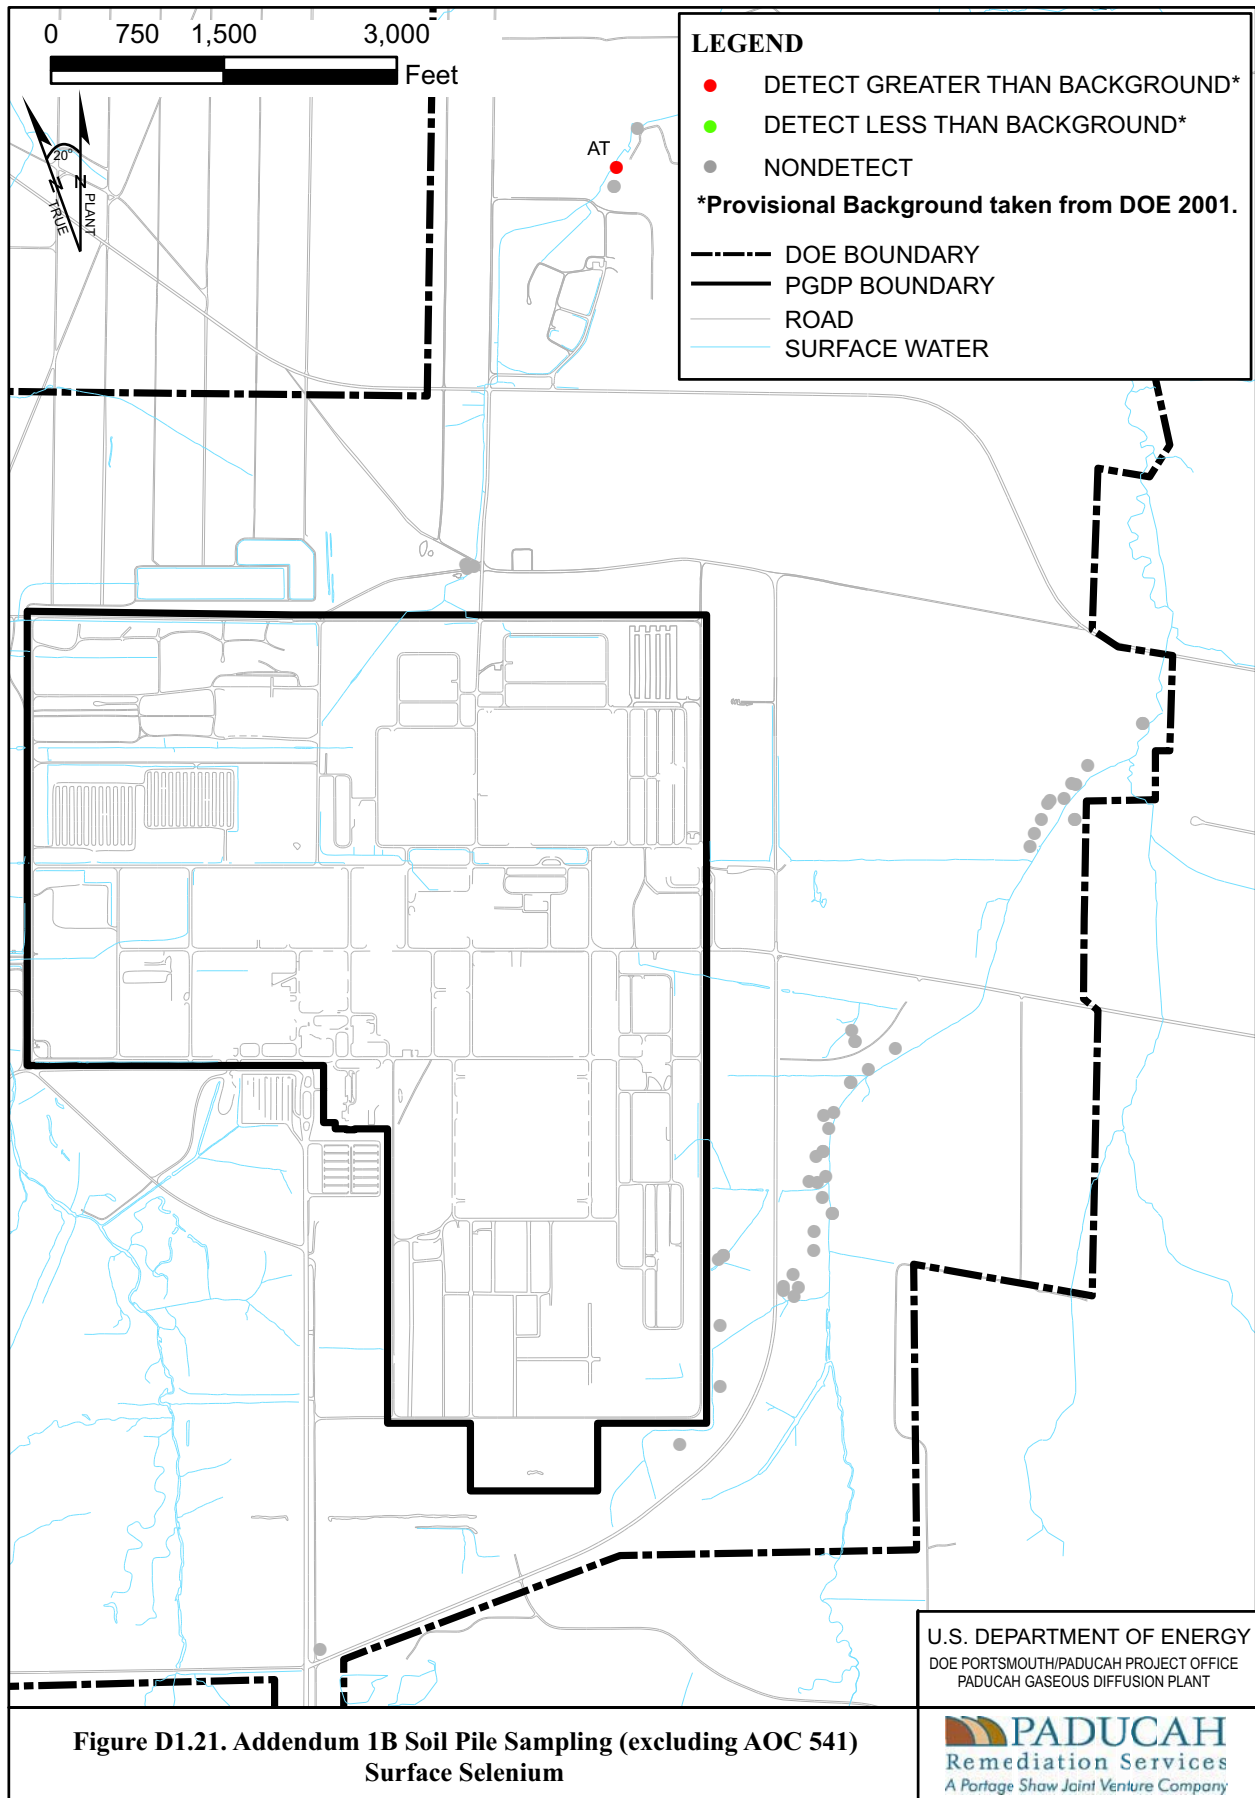 0 750 1,500 3,000
Feet
20°
N N
TRUE
PLANT
AT
LEGEND
DETECT GREATER THAN BACKGROUND*
DETECT LESS THAN BACKGROUND*
NONDETECT
*Provisional Background taken from DOE 2001.
DOE BOUNDARY
PGDP BOUNDARY
ROAD
SURFACE WATER
U.S. DEPARTMENT OF ENERGY
DOE PORTSMOUTH/PADUCAH PROJECT OFFICE
PADUCAH GASEOUS DIFFUSION PLANT
Figure D1.21. Addendum 1B Soil Pile Sampling (excluding AOC 541)
Surface Selenium
PADUCAH
Remediation Services
A Portage Shaw Joint Venture Company